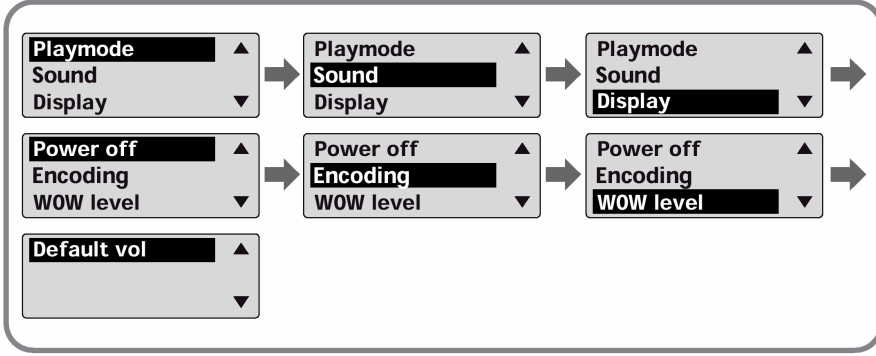 Playmode
Sound
Display
Playmode
Sound
Display
Playmode
Sound
Display
Power off
Encoding
WOW level
Power off
Encoding
WOW level
Power off
Encoding
WOW level
Default vol